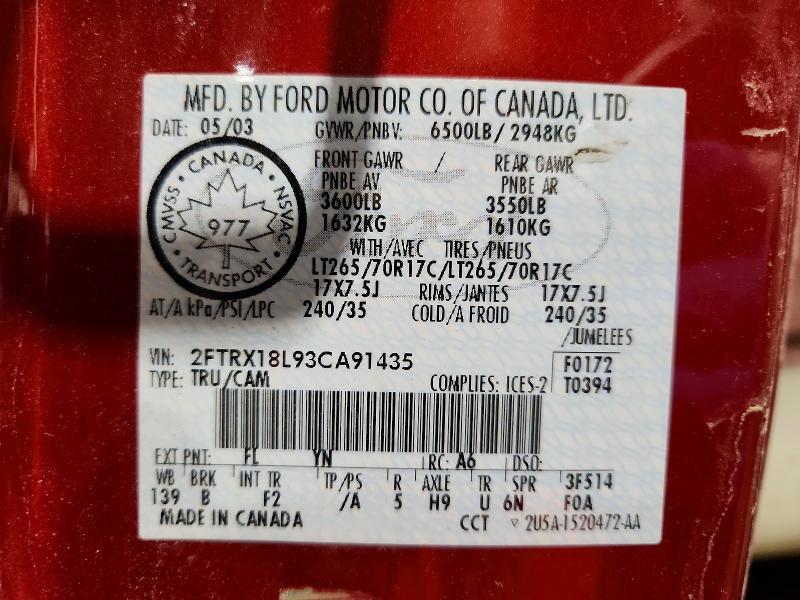 MFD. BY FORD MOTOR CO. OF CANADA, LTD.
DATE: 05/03 GVWR/PNBV: 6500LB/ 2948KG
CANADA
CMVSS
NSVAC
977
TRANSPORT
FRONT GAWR / REAR GAWR
PNBE AV PNBE AR
3600LB 3550LB
1632KG 1610KG
WITH/AVEC TIRES/PNEUS
LT265/70R17C/LT265/70R17C
17X7.5J RIMS/JANTES 17X7.5J
AT/A kPa/PSI/LPC 240/35 COLD/A FROID 240/35
/JUMELEES
VIN: 2FTRX18L93CA91435 F0172
TYPE: TRU/CAM COMPLIES: ICES-2 T0394
EXT PNT: FL YN RC: A6 DSO:
WB BRK INT TR TP/PS R AXLE TR SPR 3F514
139 B F2 /A 5 H9 U 6N F0A
MADE IN CANADA CCT ▽ 2U5A-1520472-AA